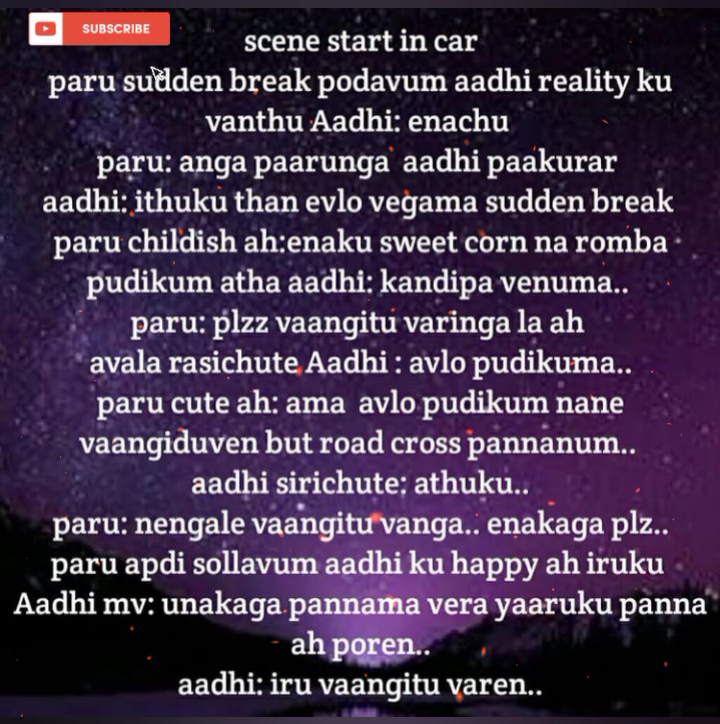 SUBSCRIBE
scene start in car
paru sudden break podavum aadhi reality ku
vanthu Aadhi: enachu
paru: anga paarunga aadhi paakurar
aadhi: ithuku than evlo vegama sudden break
paru childish ah:enaku sweet corn na romba
pudikum atha aadhi: kandipa venuma..
paru: plzz vaangitu varinga la ah
avala rasichute Aadhi : avlo pudikuma..
paru cute ah: ama avlo pudikum nane
vaangiduven but road cross pannanum..
aadhi sirichute: athuku..
paru: nengale vaangitu vanga.. enakaga plz..
paru apdi sollavum aadhi ku happy ah iruku
Aadhi mv: unakaga pannama vera yaaruku panna
ah poren..
aadhi: iru vaangitu varen..